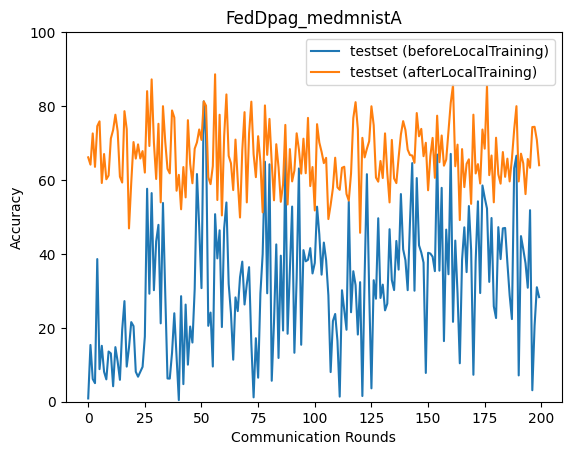 FedDpag_medmnistA
testset (beforeLocalTraining)
testset (afterLocalTraining)
Accuracy
100
80
60
40
20
0
0 25 50 75 100 125 150 175 200
Communication Rounds